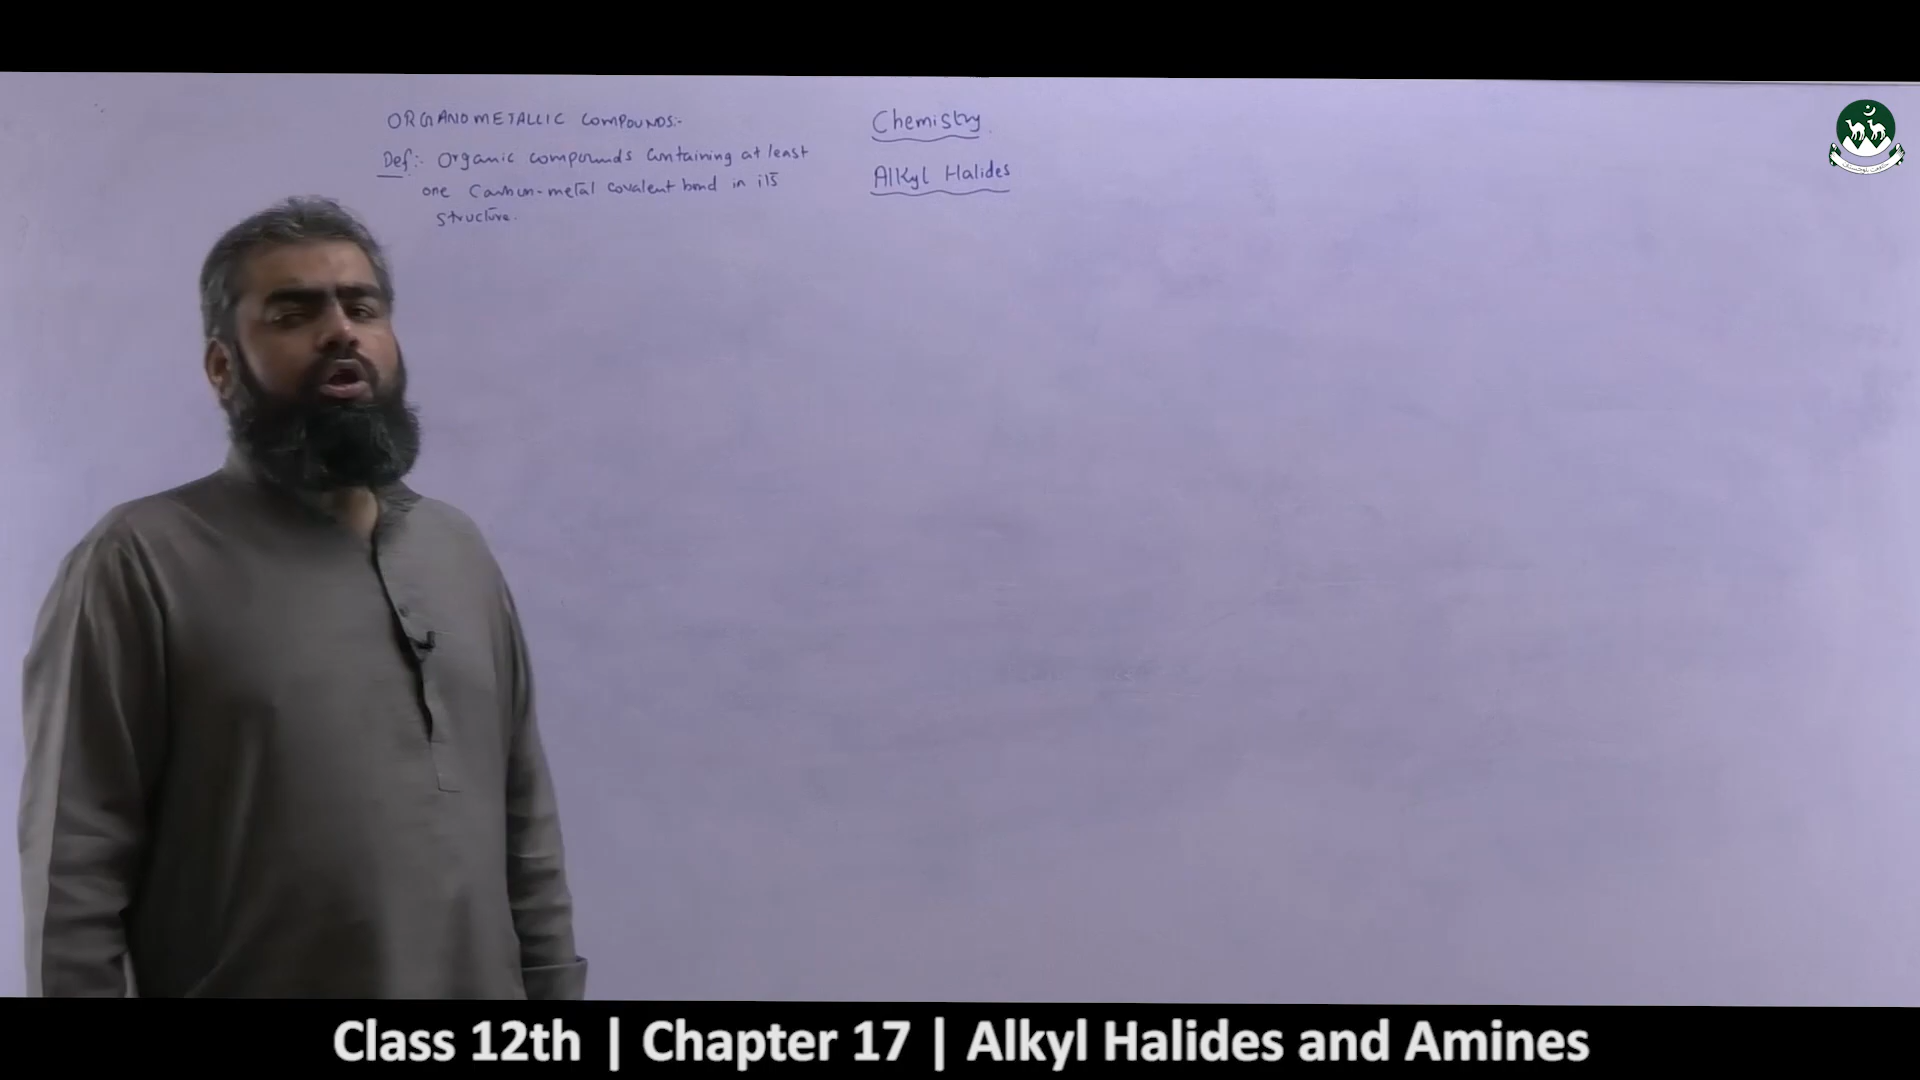 ORGANOMETALLIC COMPOUNDS:-
Def:- Organic compounds containing at least
one Carbon-metal covalent bond in its
structure.
Chemistry
Alkyl Halides
Class 12th | Chapter 17 | Alkyl Halides and Amines